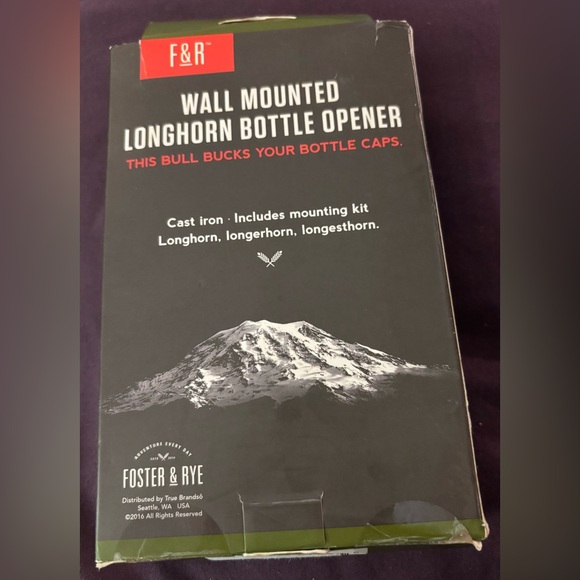 F&R™
WALL MOUNTED
LONGHORN BOTTLE OPENER
THIS BULL BUCKS YOUR BOTTLE CAPS.
Cast iron · Includes mounting kit
Longhorn, longerhorn, longesthorn.
ADVENTURE EVERY DAY
FOSTER & RYE
Distributed by True Brands®
Seattle, WA USA
©2016 All Rights Reserved